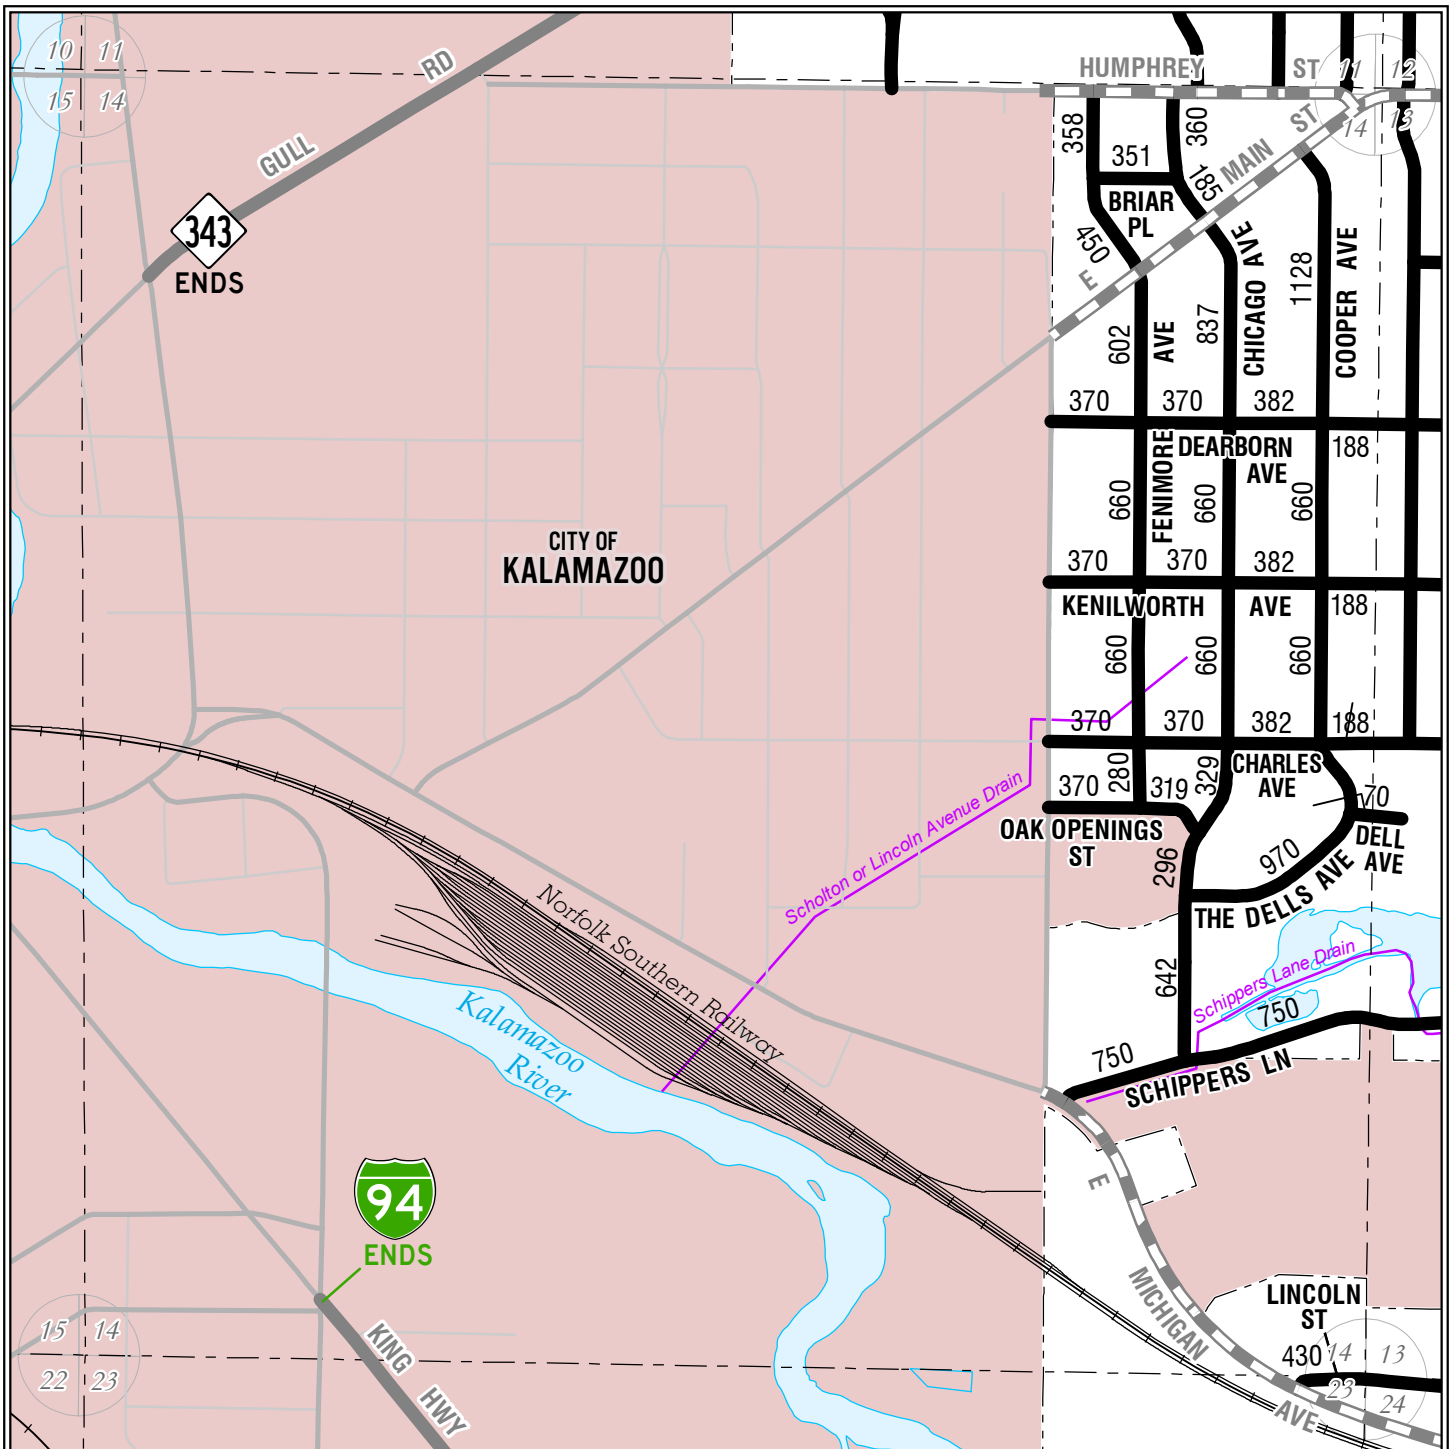 10 11
15 14
GULL RD
343
ENDS
HUMPHREY ST
11 12
14 13
E MAIN ST
358
351
360
185
BRIAR
PL
450
602
837
1128
FENIMORE AVE
CHICAGO AVE
COOPER AVE
370 370 382
DEARBORN
AVE
188
660 660 660
CITY OF
KALAMAZOO
370 370 382
KENILWORTH AVE
188
660 660 660
370 370 382 188
CHARLES
AVE
280
329
370 319
70
OAK OPENINGS
ST
DELL
AVE
296
970
THE DELLS AVE
Scholton or Lincoln Avenue Drain
Norfolk Southern Railway
Kalamazoo
River
642
Schippers Lane Drain
750
750
SCHIPPERS LN
94
ENDS
KING HWY
E MICHIGAN AVE
LINCOLN
ST
430
14 13
23 24
15 14
22 23